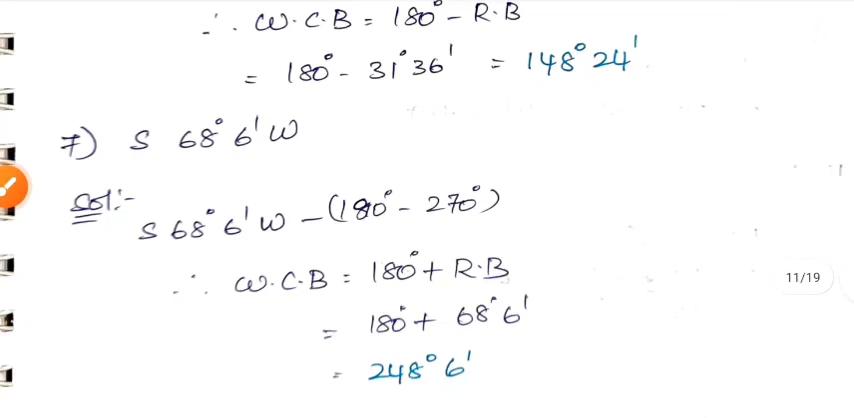 ∴ W.C.B = 180° - R.B
= 180° - 31°36' = 148°24'
7) S 68°6'W
Sol:-
S 68°6'W - (180° - 270°)
∴ W.C.B = 180° + R.B
11/19
= 180° + 68°6'
= 248°6'